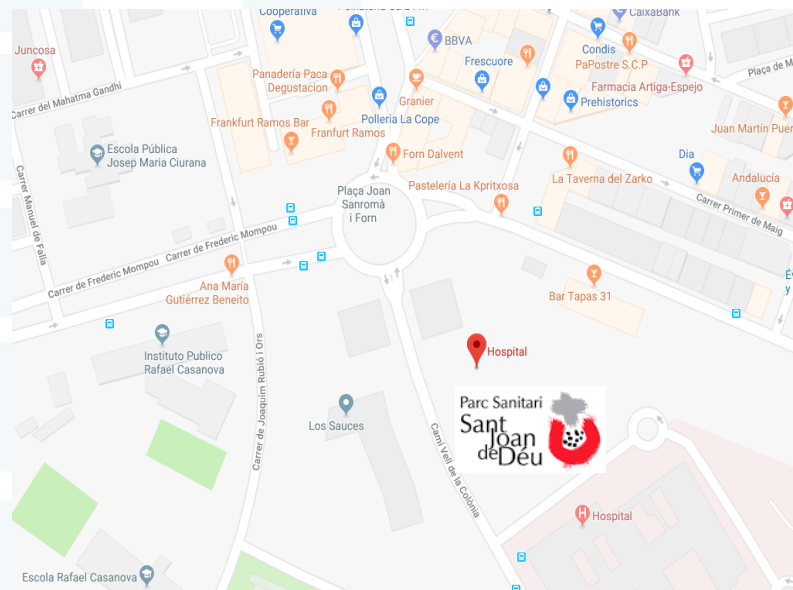 Cooperativa
CaixaBank
Juncosa
BBVA
Condis
PaPostre S.C.P
Frescuore
Plaça de M
Carrer del Mahatma Gandhi
Panadería Paca
Degustacion
Granier
Farmacia Artiga-Espejo
Prehistorics
Polleria La Cope
Frankfurt Ramos Bar
Franfurt Ramos
Juan Martín Puer
Escola Pública
Josep Maria Ciurana
Forn Dalvent
Dia
La Taverna del Zarko
Andalucía
Plaça Joan
Sanromà
i Forn
Pastelería La Kpritxosa
Carrer Primer de Maig
Carrer Manuel de Falla
Carrer de Frederic Mompou
Carrer de Frederic Mompou
Ana María
Gutiérrez Beneito
Bar Tapas 31
y
Instituto Publico
Rafael Casanova
Carrer de Joaquim Rubió i Ors
Hospital
Parc Sanitari
Sant
Joan
de Déu
Los Sauces
Camí Vell de la Colònia
H Hospital
Escola Rafael Casanova